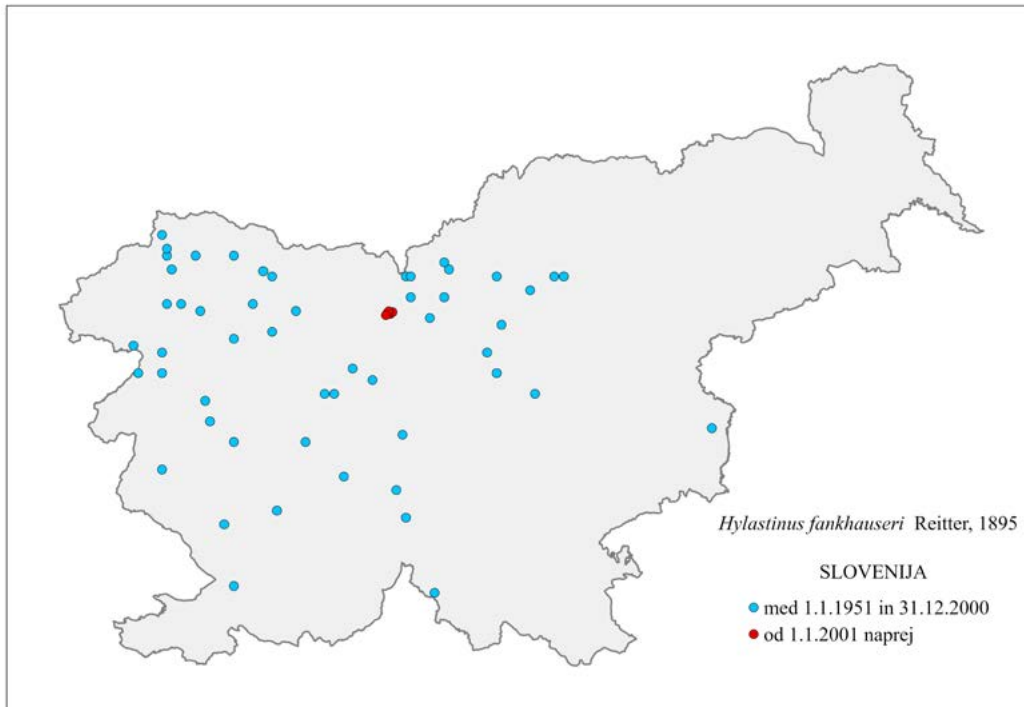 Hylastinus fankhauseri Reitter, 1895
SLOVENIJA
med 1.1.1951 in 31.12.2000
od 1.1.2001 naprej